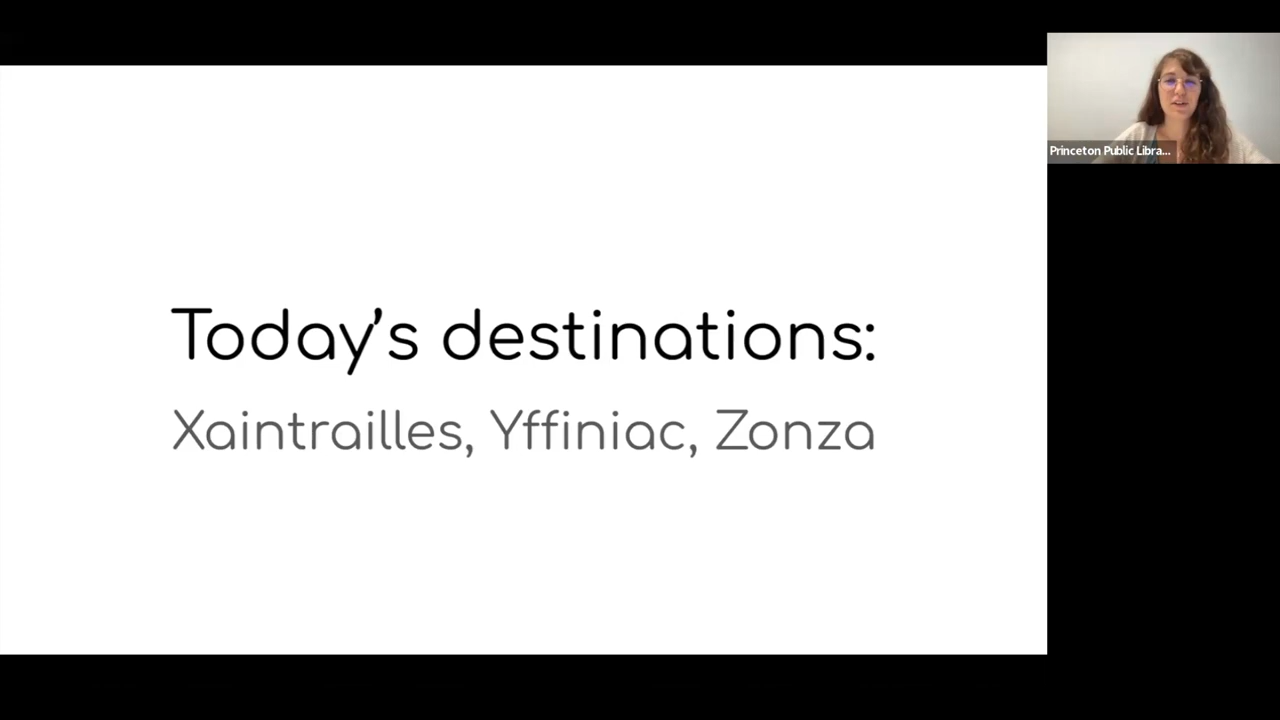 Today’s destinations:
Xaintrailles, Yffiniac, Zonza
Princeton Public Libra...